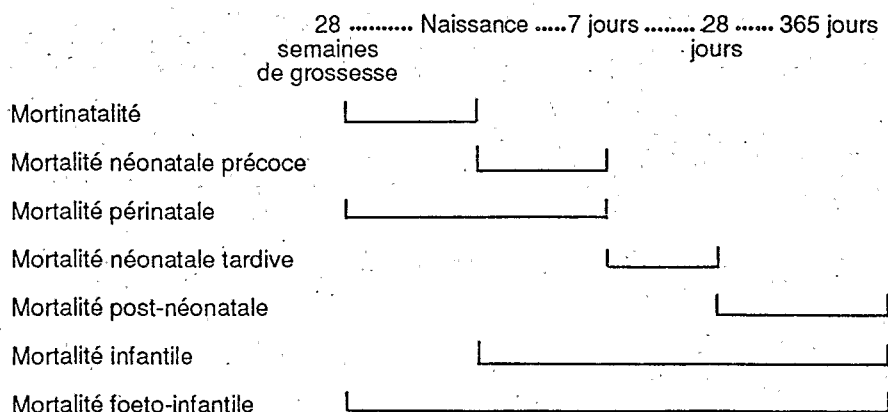 28 .......... Naissance .....7 jours ........ 28 ...... 365 jours
semaines jours
de grossesse
Mortinatalité
Mortalité néonatale précoce
Mortalité périnatale
Mortalité néonatale tardive
Mortalité post-néonatale
Mortalité infantile
Mortalité foeto-infantile